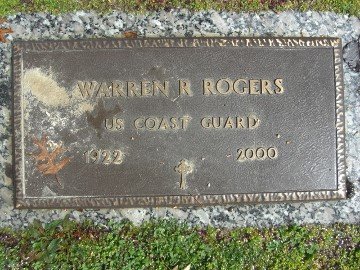 WARREN R ROGERS
US COAST GUARD
1922 2000